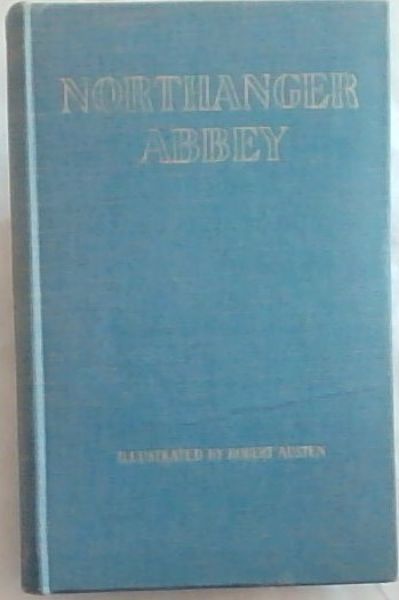 NORTHANGER
ABBEY
ILLUSTRATED BY ROBERT AUSTEN